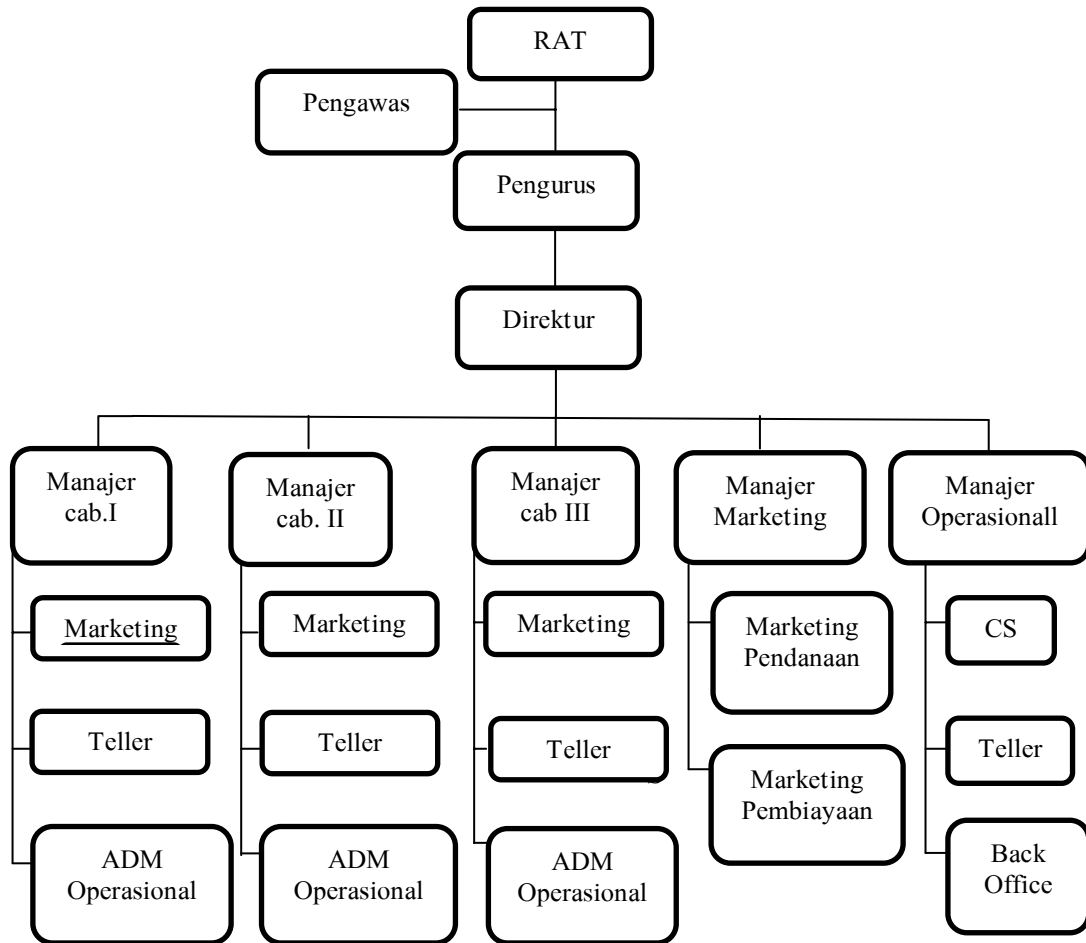 RAT
Pengawas
Pengurus
Direktur
Manajer
cab.I
Manajer
cab. II
Manajer
cab III
Manajer
Marketing
Manajer
Operasionall
Marketing
Marketing
Marketing
Marketing
Pendanaan
CS
Teller
Teller
Teller
Marketing
Pembiayaan
Teller
ADM
Operasional
ADM
Operasional
ADM
Operasional
Back
Office